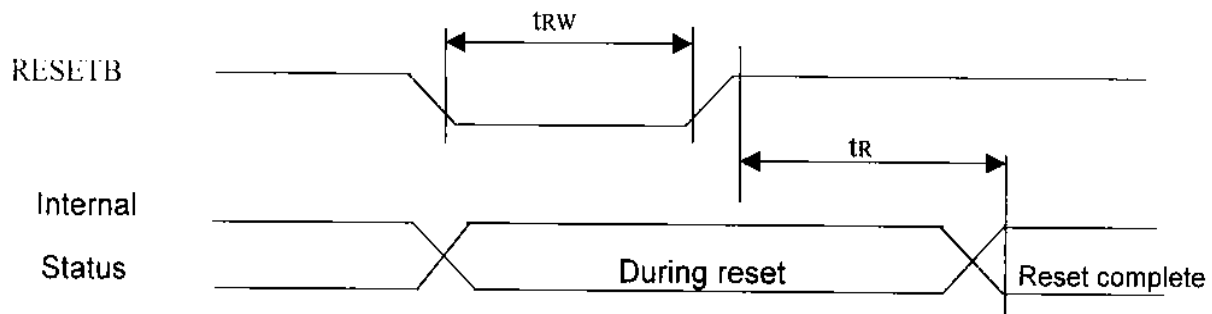 tRW
RESETB
tR
Internal
Status
During reset
Reset complete